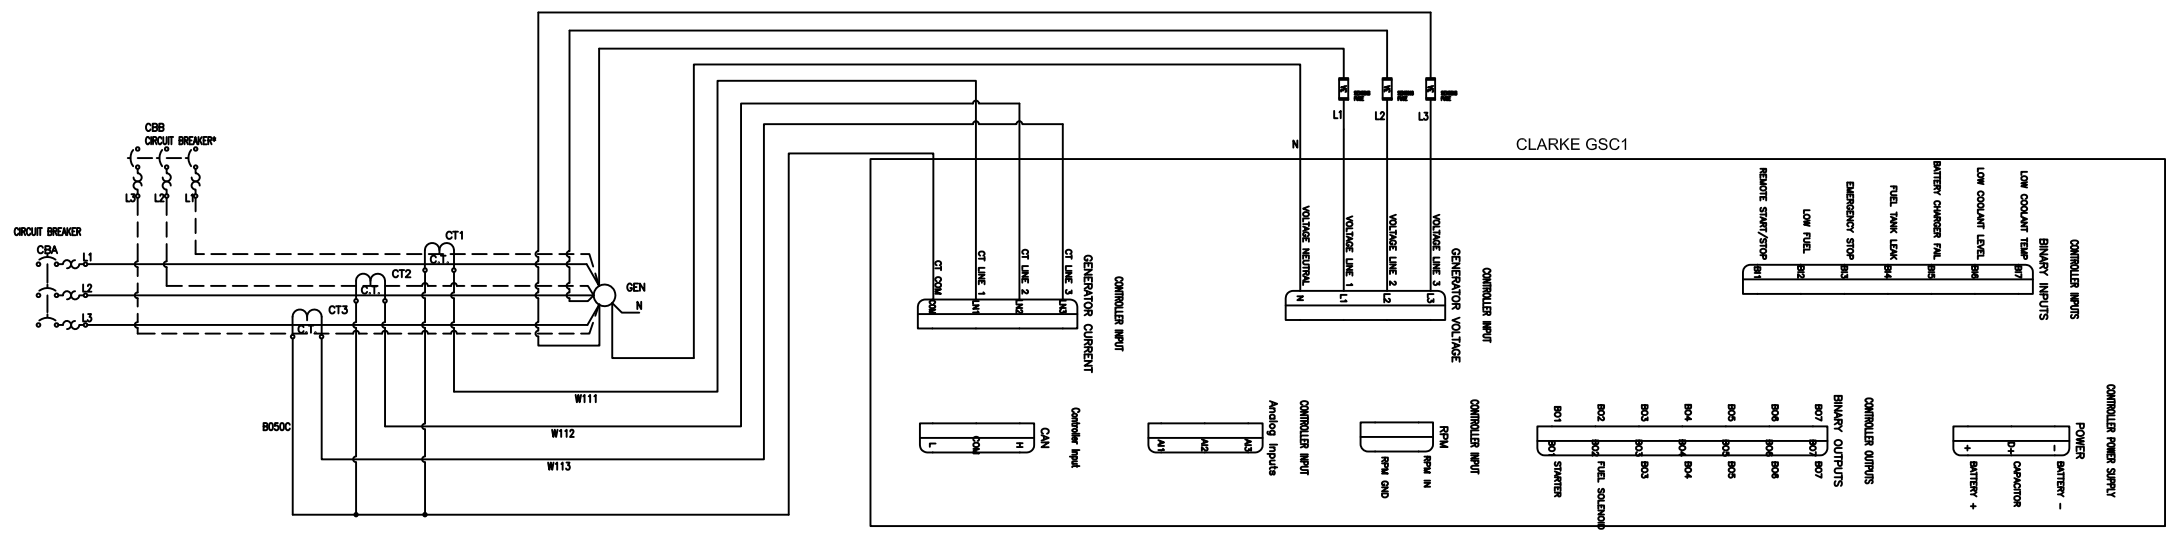 CLARKE GSC1
CBB
CIRCUIT BREAKER*
L3
L2
L1
CIRCUIT BREAKER
CBA
L1
L2
L3
CT1
C.T.
CT2
C.T.
CT3
C.T.
GEN
N
B050C
W111
W112
W113
N
L1
L2
L3
CT COM
CT LINE 1
CT LINE 2
CT LINE 3
COM
LN1
LN2
LN3
GENERATOR CURRENT
CONTROLLER INPUT
VOLTAGE NEUTRAL
VOLTAGE LINE 1
VOLTAGE LINE 2
VOLTAGE LINE 3
N
L1
L2
L3
GENERATOR VOLTAGE
CONTROLLER INPUT
REMOTE START/STOP
LOW FUEL
EMERGENCY STOP
FUEL TANK LEAK
BATTERY CHARGER FAIL
LOW COOLANT LEVEL
LOW COOLANT TEMP
BI1
BI2
BI3
BI4
BI5
BI6
BI7
BINARY INPUTS
CONTROLLER INPUTS
L
COM
H
CAN
Controller Input
AI1
AI2
AI3
Analog Inputs
CONTROLLER INPUT
RPM GND
RPM IN
RPM
CONTROLLER INPUT
BO1
BO2
BO3
BO4
BO5
BO6
BO7
BO1
BO2
BO3
BO4
BO5
BO6
BO7
STARTER
FUEL SOLENOID
BO3
BO4
BO5
BO6
BO7
BINARY OUTPUTS
CONTROLLER OUTPUTS
+
D+
-
BATTERY +
CAPACITOR
BATTERY -
POWER
CONTROLLER POWER SUPPLY